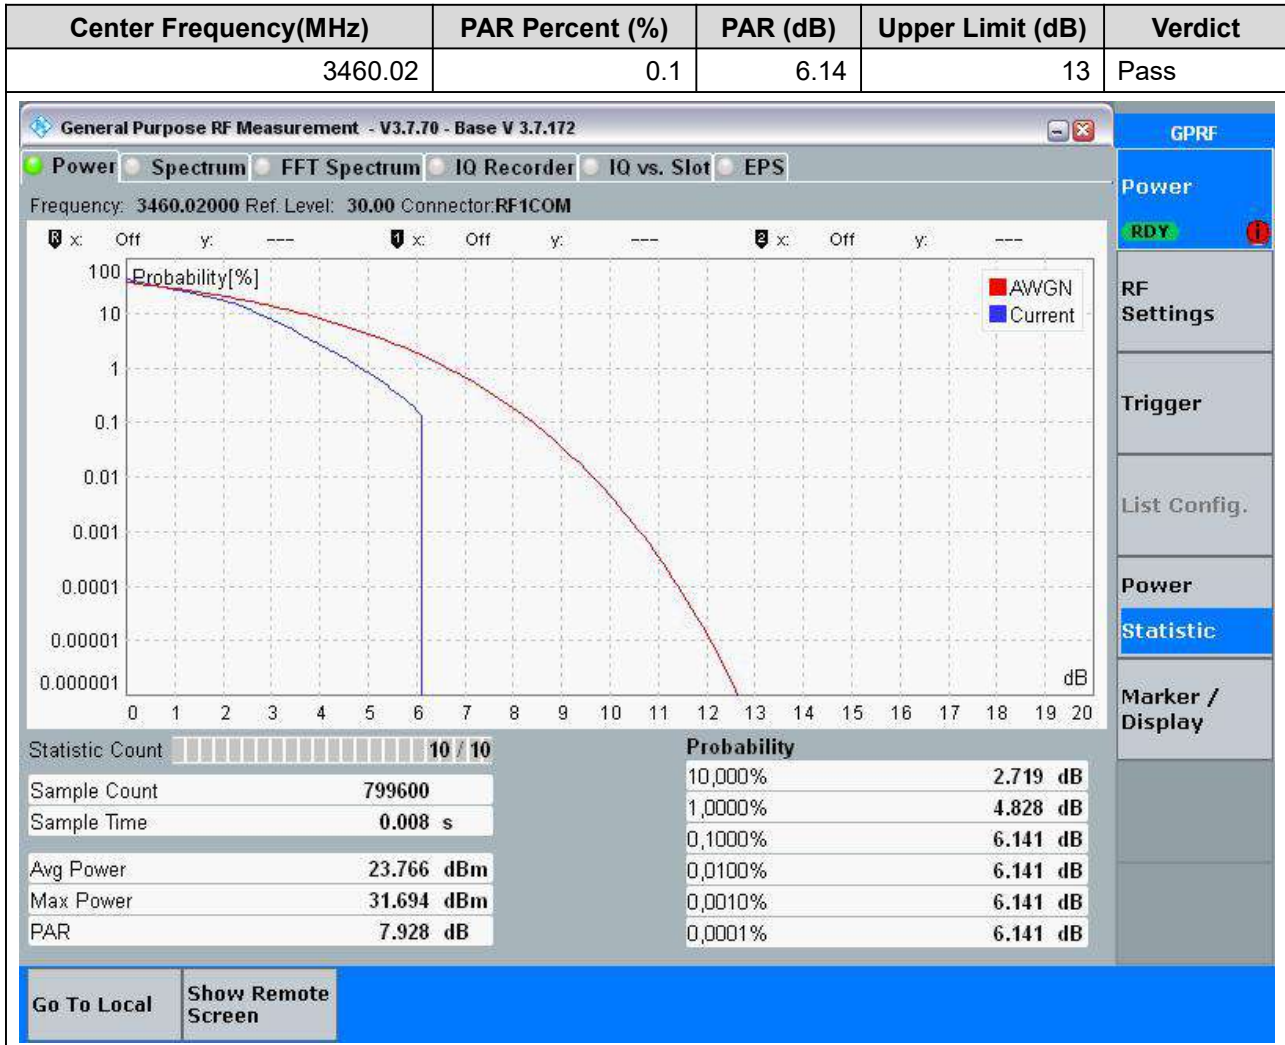 Center Frequency(MHz) PAR Percent (%) PAR (dB) Upper Limit (dB) Verdict
3460.02 0.1 6.14 13 Pass
General Purpose RF Measurement - V3.7.70 - Base V 3.7.172
GPRF
Power Spectrum FFT Spectrum IQ Recorder IQ vs. Slot EPS
Frequency: 3460.02000 Ref. Level: 30.00 Connector:RF1COM
Power
RDY
R x: Off y: --- 1 x: Off y: --- 2 x: Off y: ---
Probability[%]
AWGN
Current
100
10
1
0.1
0.01
0.001
0.0001
0.00001
0.000001
dB
0 1 2 3 4 5 6 7 8 9 10 11 12 13 14 15 16 17 18 19 20
RF
Settings
Trigger
List Config.
Power
Statistic
Marker /
Display
Statistic Count 10 / 10
Sample Count 799600
Sample Time 0.008 s
Avg Power 23.766 dBm
Max Power 31.694 dBm
PAR 7.928 dB
Probability
10,000% 2.719 dB
1,0000% 4.828 dB
0,1000% 6.141 dB
0,0100% 6.141 dB
0,0010% 6.141 dB
0,0001% 6.141 dB
Go To Local
Show Remote
Screen